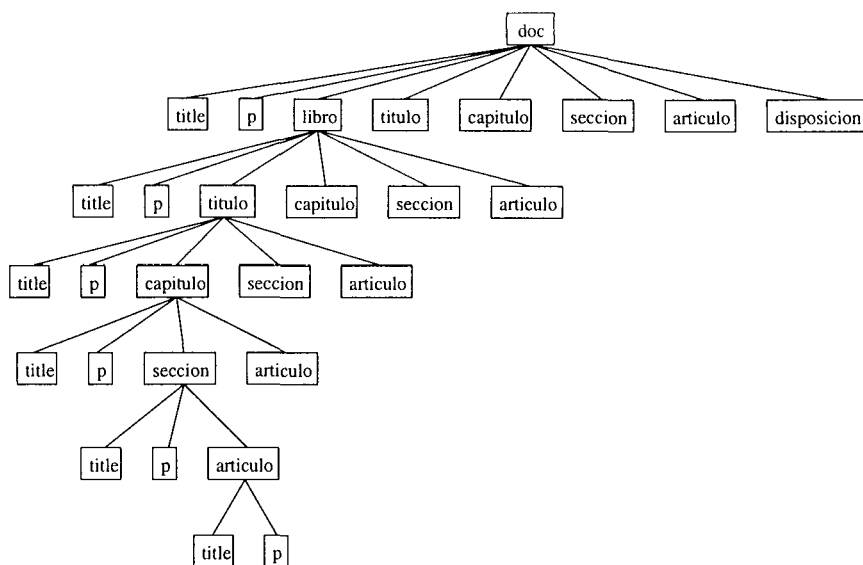 doc
title p libro titulo capitulo seccion articulo disposicion
title p titulo capitulo seccion articulo
title p capitulo seccion articulo
title p seccion articulo
title p articulo
title p